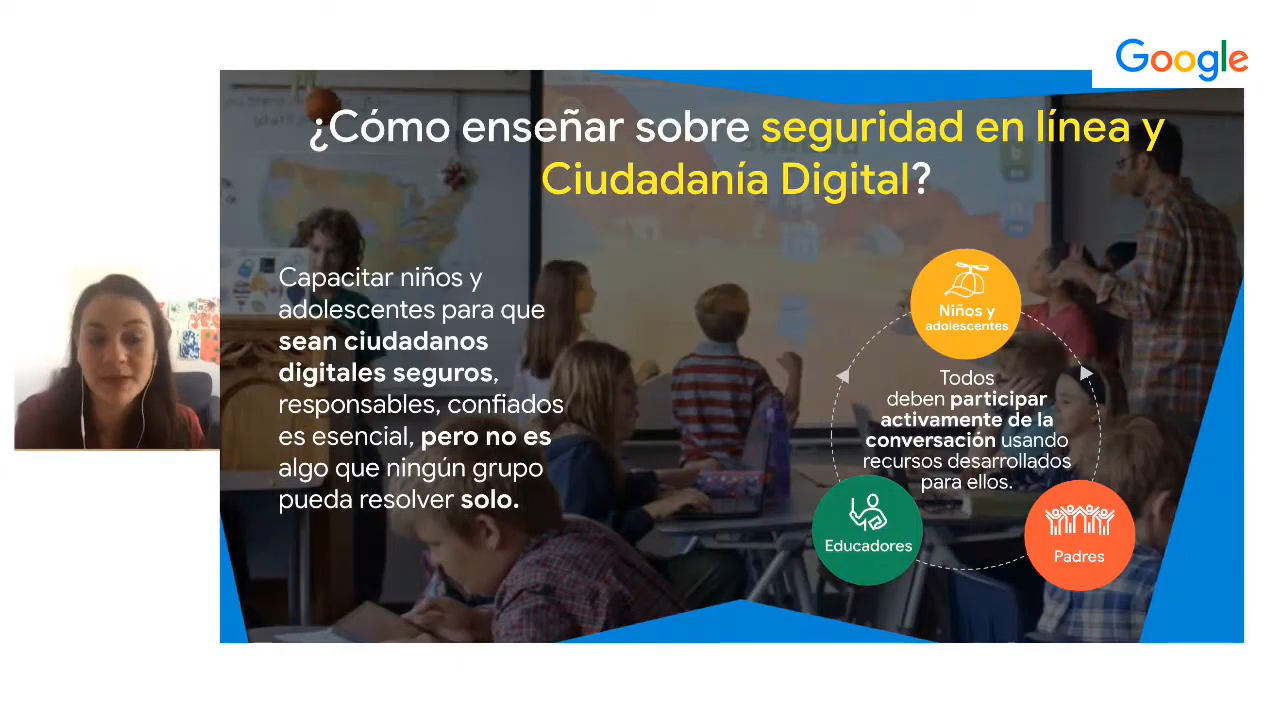 Google
¿Cómo enseñar sobre seguridad en línea y
Ciudadanía Digital?
Capacitar niños y
adolescentes para que
sean ciudadanos
digitales seguros,
responsables, confiados
es esencial, pero no es
algo que ningún grupo
pueda resolver solo.
Niños y
adolescentes
Todos
deben participar
activamente de la
conversación usando
recursos desarrollados
para ellos.
Educadores
Padres